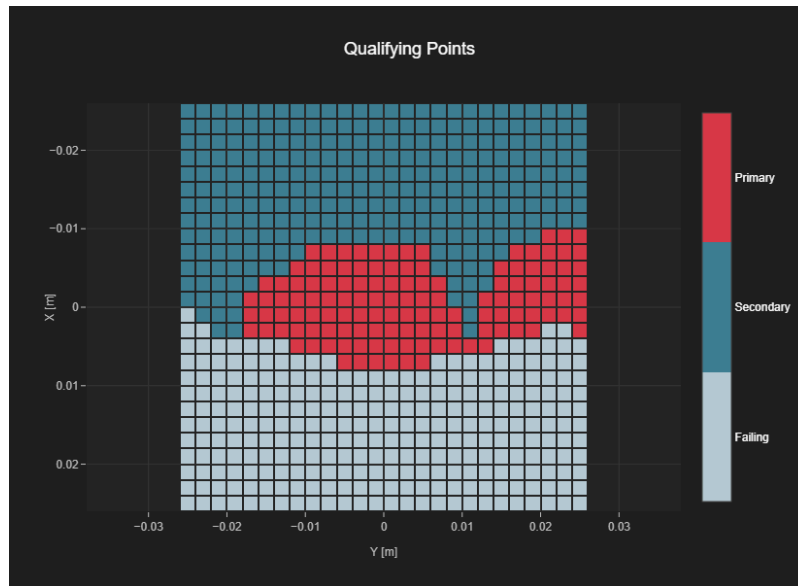 Qualifying Points
−0.02
−0.01
0
0.01
0.02
X [m]
−0.03
−0.02
−0.01
0
0.01
0.02
0.03
Y [m]
Primary
Secondary
Failing